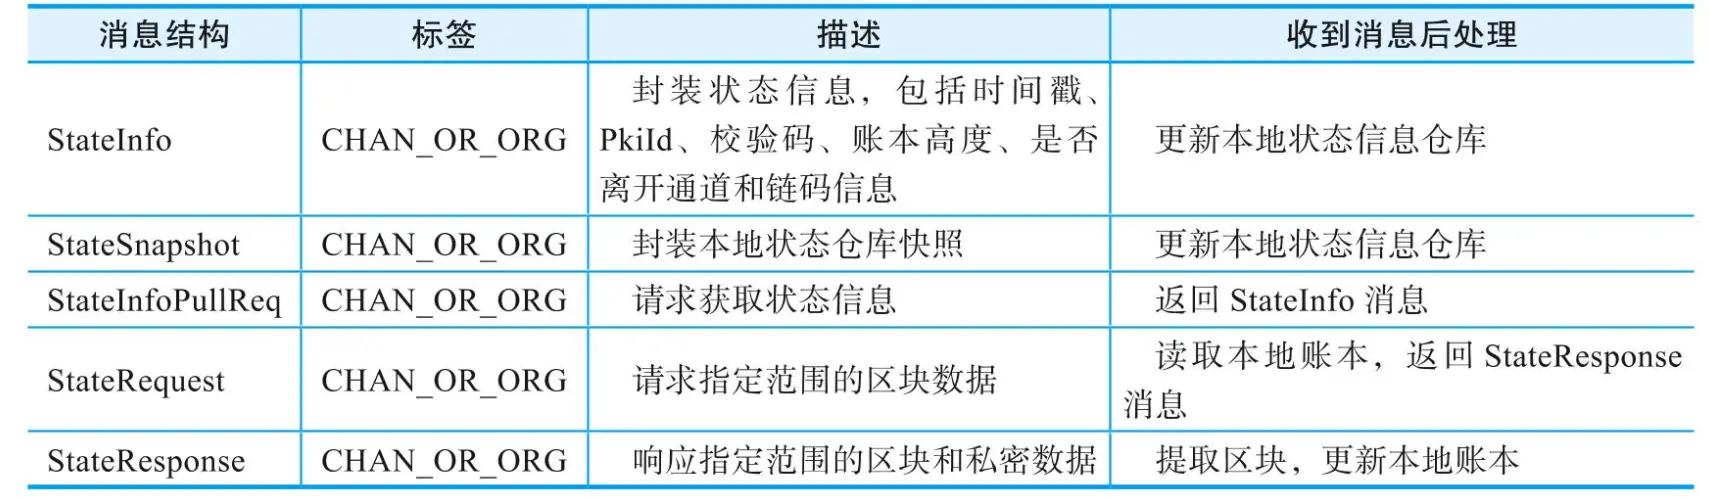 消息结构 标签 描述 收到消息后处理
StateInfo CHAN_OR_ORG 封装状态信息，包括时间戳、
PkiId、校验码、账本高度、是否
离开通道和链码信息 更新本地状态信息仓库
StateSnapshot CHAN_OR_ORG 封装本地状态仓库快照 更新本地状态信息仓库
StateInfoPullReq CHAN_OR_ORG 请求获取状态信息 返回 StateInfo 消息
StateRequest CHAN_OR_ORG 请求指定范围的区块数据 读取本地账本，返回 StateResponse
消息
StateResponse CHAN_OR_ORG 响应指定范围的区块和私密数据 提取区块，更新本地账本